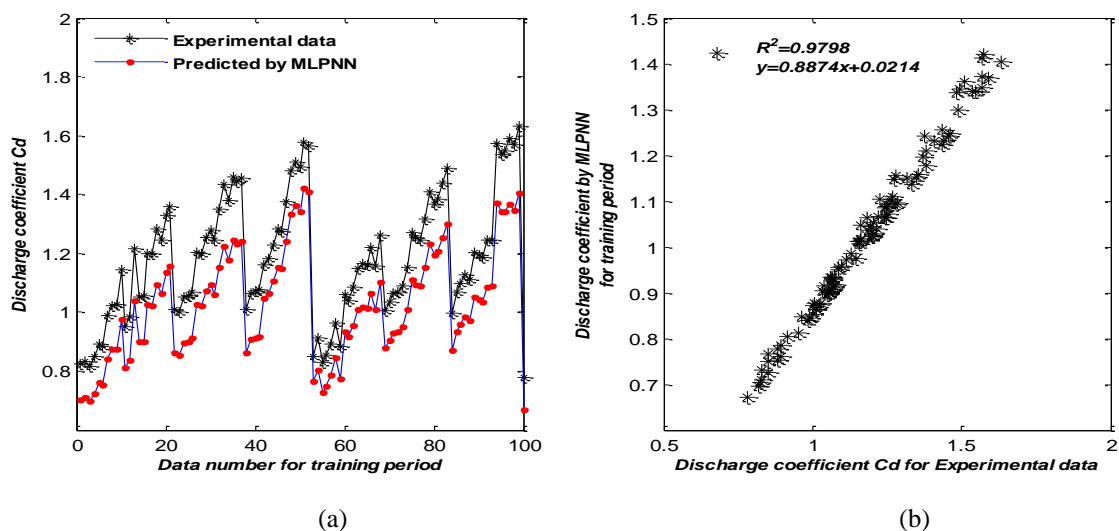 2
1.8
1.6
1.4
1.2
1
0.8
0
20
40
60
80
100
Discharge coefficient Cd
Data number for training period
Experimental data
Predicted by MLPNN
(a)
1.5
1.4
1.3
1.2
1.1
1
0.9
0.8
0.7
0.5
1
1.5
2
Discharge coefficient by MLPNN
for training period
Discharge coefficient Cd for Experimental data
R²=0.9798
y=0.8874x+0.0214
(b)